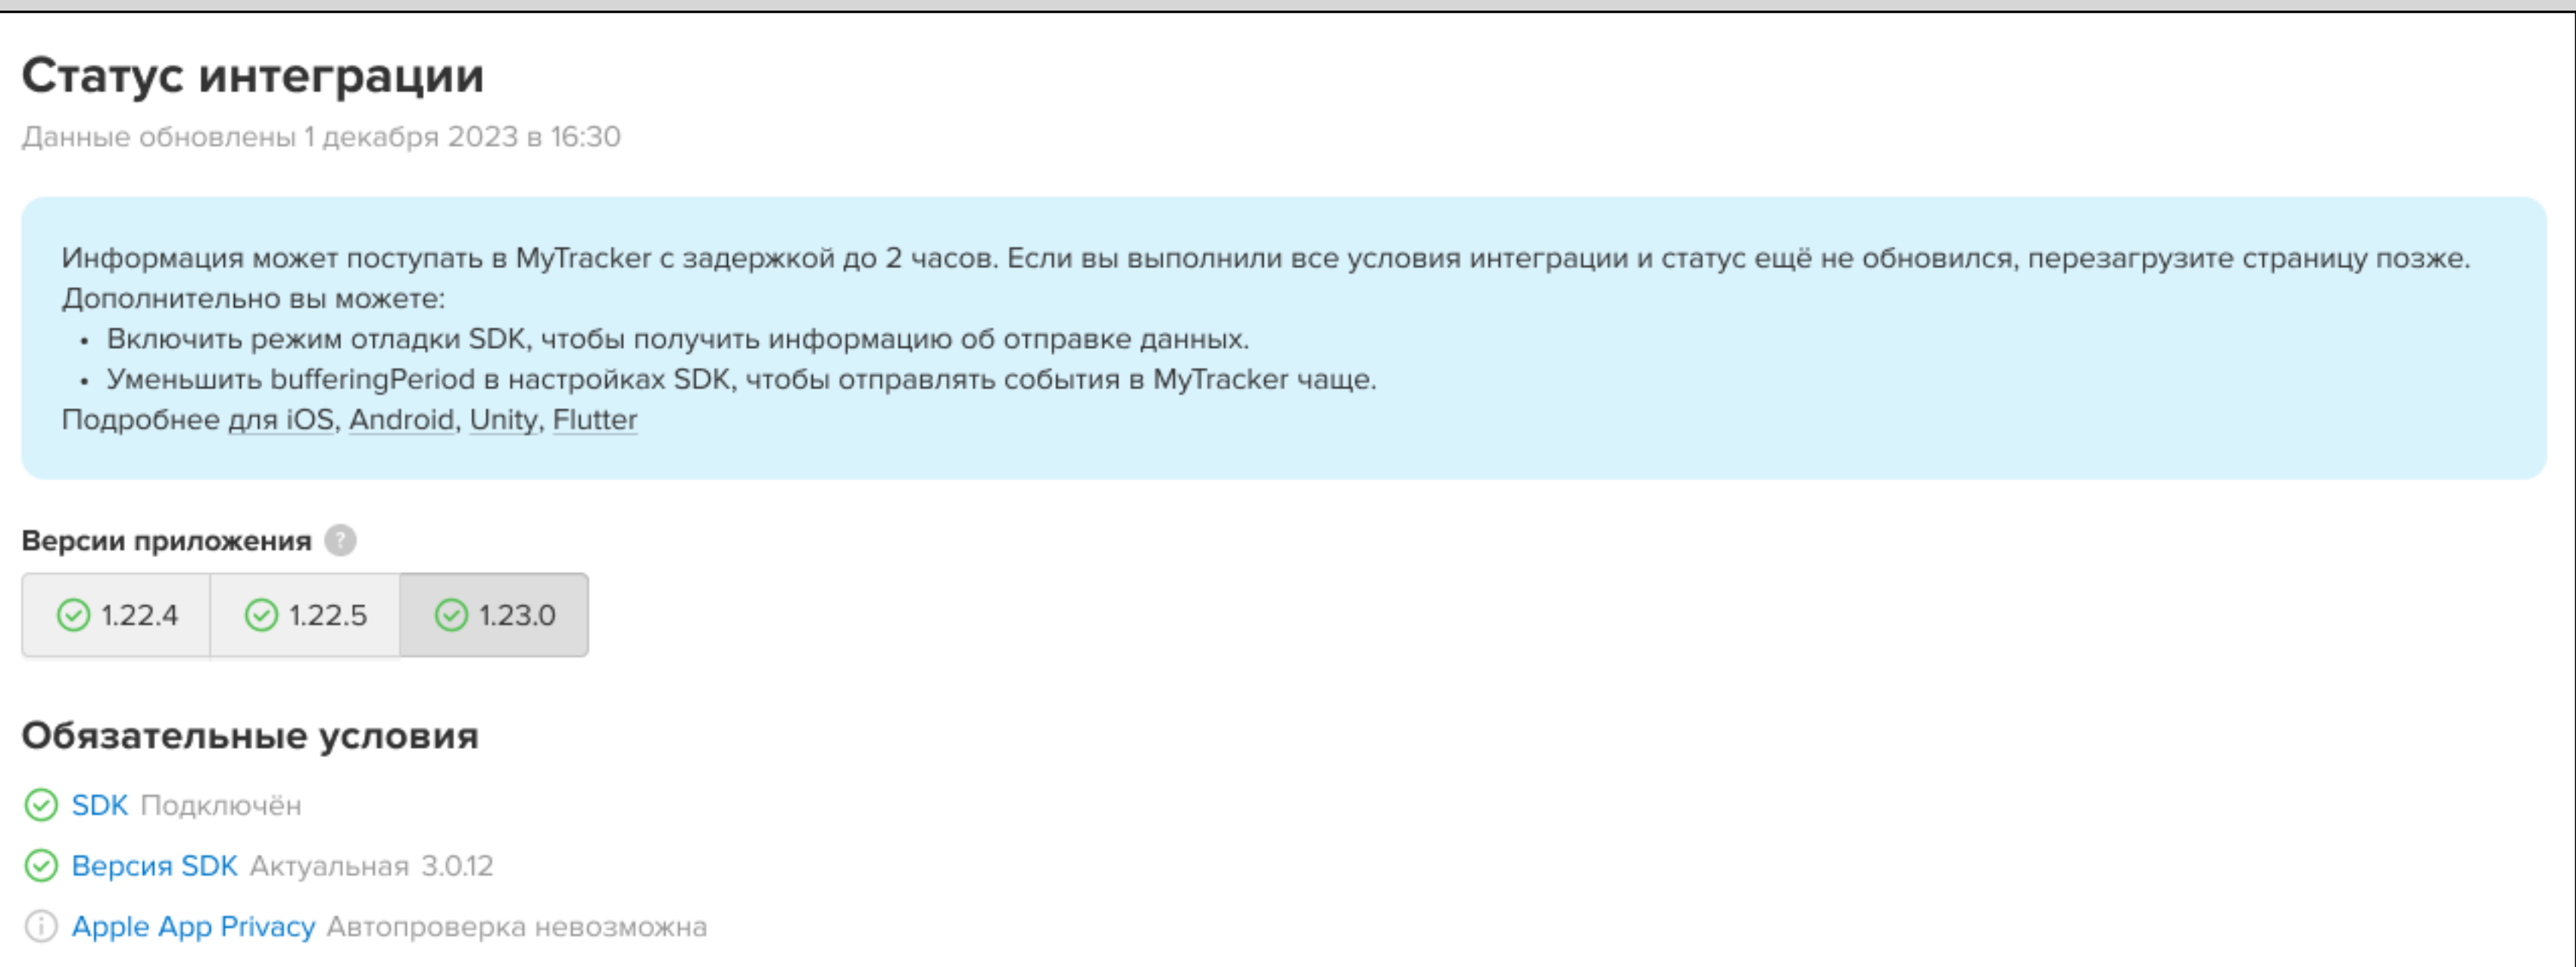 Статус интеграции
Данные обновлены 1 декабря 2023 в 16:30
Информация может поступать в MyTracker с задержкой до 2 часов. Если вы выполнили все условия интеграции и статус ещё не обновился, перезагрузите страницу позже.
Дополнительно вы можете:
• Включить режим отладки SDK, чтобы получить информацию об отправке данных.
• Уменьшить bufferingPeriod в настройках SDK, чтобы отправлять события в MyTracker чаще.
Подробнее для iOS, Android, Unity, Flutter
Версии приложения ?
1.22.4 1.22.5 1.23.0
Обязательные условия
SDK Подключён
Версия SDK Актуальная 3.0.12
Apple App Privacy Автопроверка невозможна